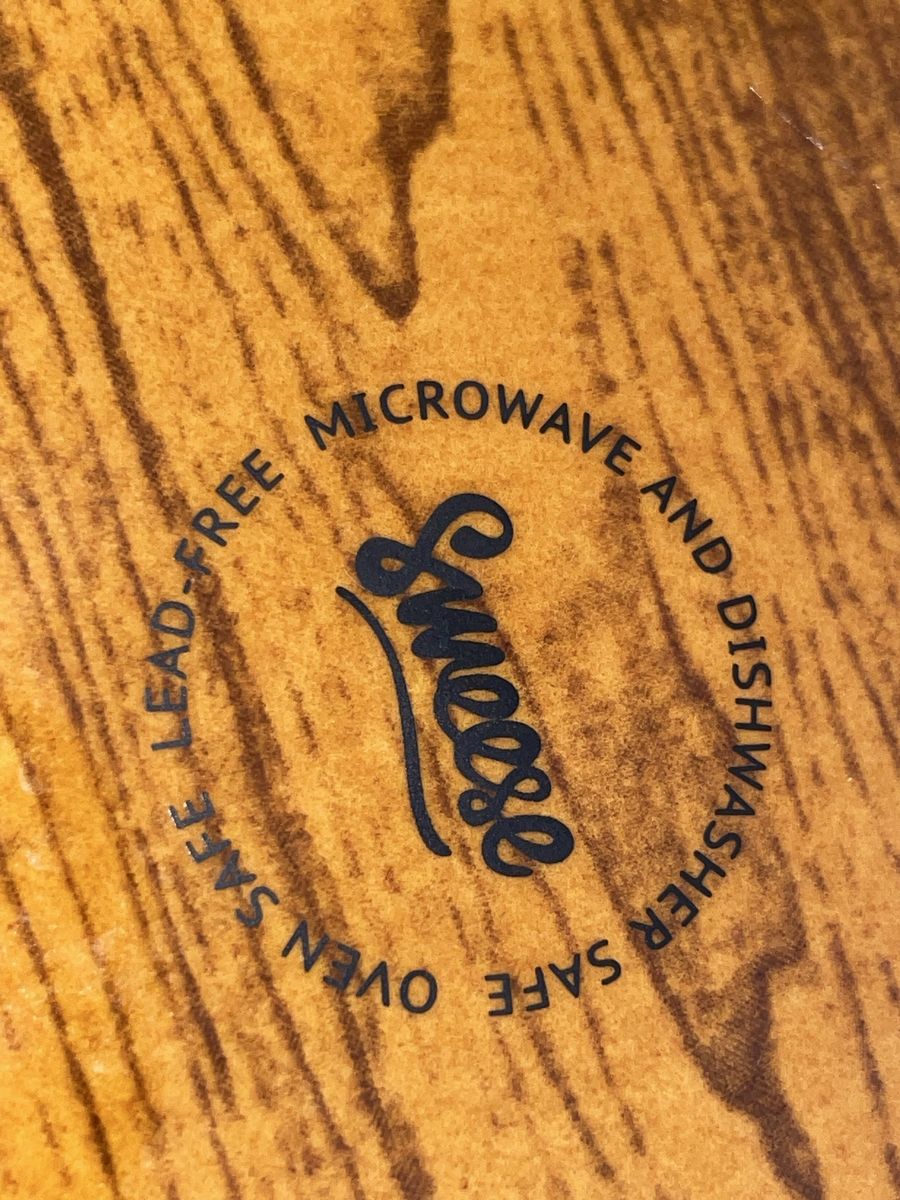 MICROWAVE AND DISHWASHER SAFE
OVEN SAFE
LEAD-FREE
Sweese